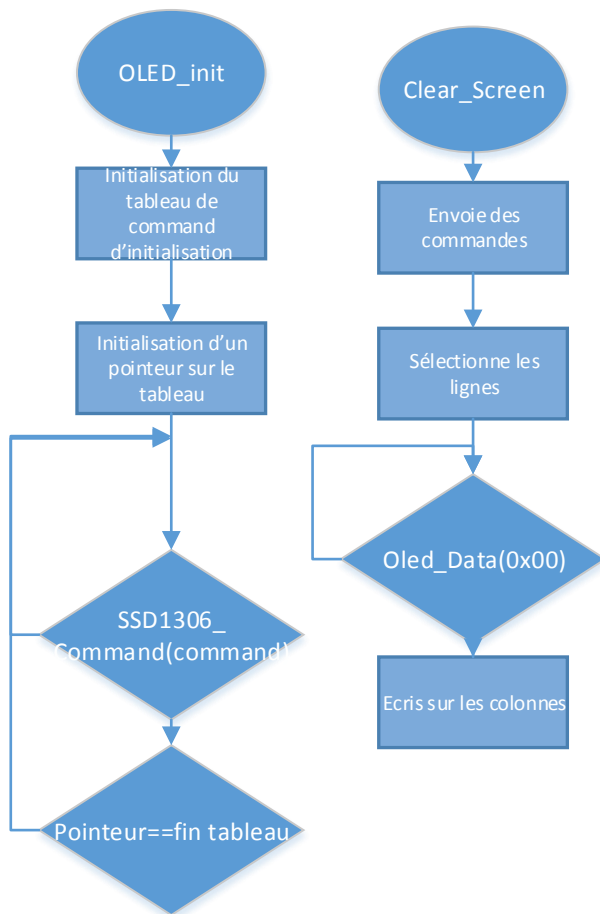 OLED_init
Initialisation du
tableau de
command
d’initialisation
Initialisation d’un
pointeur sur le
tableau
SSD1306_
Command(command)
Pointeur==fin tableau
Clear_Screen
Envoie des
commandes
Sélectionne les
lignes
Oled_Data(0x00)
Ecris sur les colonnes